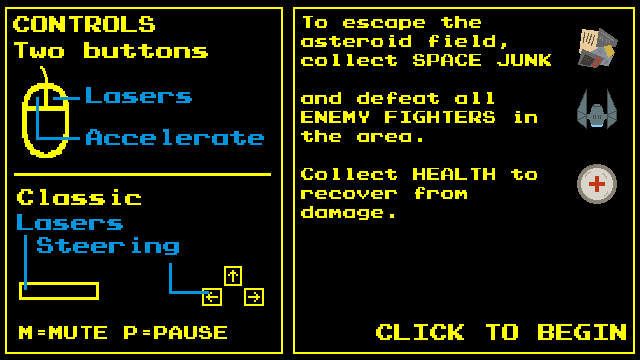 CONTROLS
Two buttons
Lasers
Accelerate
Classic
Lasers
Steering
M=MUTE P=PAUSE
To escape the
asteroid field,
collect SPACE JUNK
and defeat all
ENEMY FIGHTERS in
the area.
Collect HEALTH to
recover from
damage.
CLICK TO BEGIN